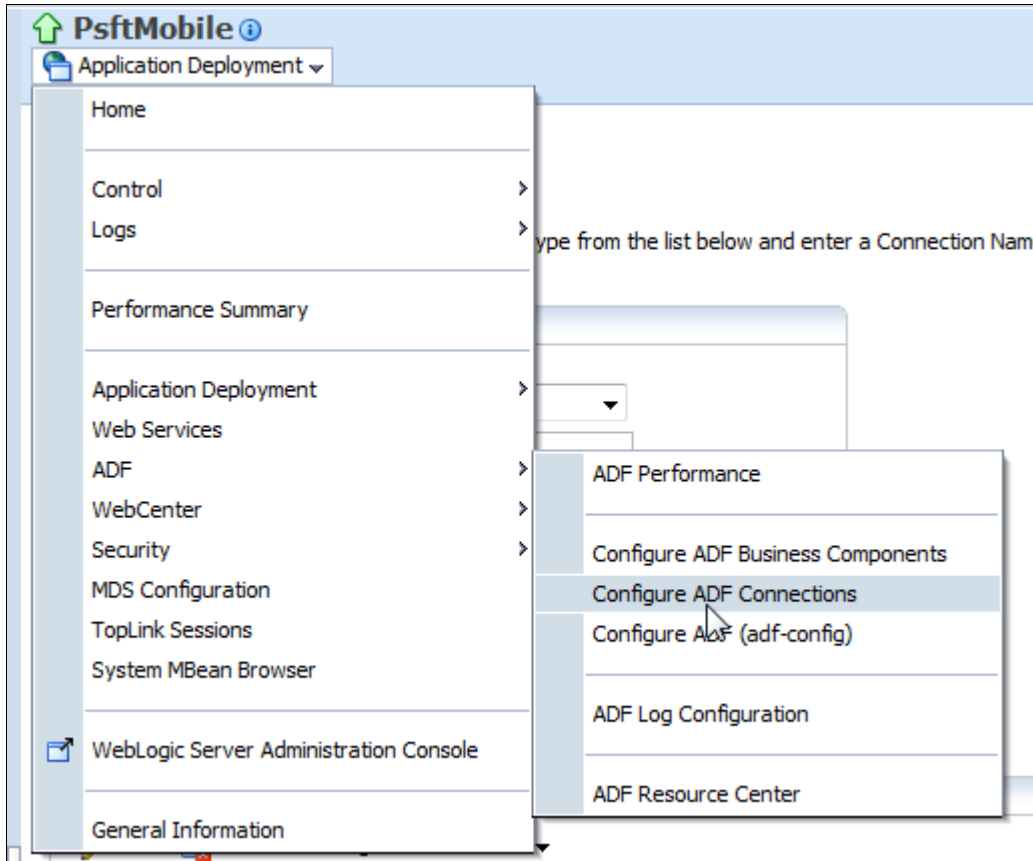 PsftMobile
Application Deployment
Home
Control
Logs
ype from the list below and enter a Connection Nam
Performance Summary
Application Deployment
Web Services
ADF
WebCenter
Security
MDS Configuration
TopLink Sessions
System MBean Browser
WebLogic Server Administration Console
General Information
ADF Performance
Configure ADF Business Components
Configure ADF Connections
Configure ADF (adf-config)
ADF Log Configuration
ADF Resource Center